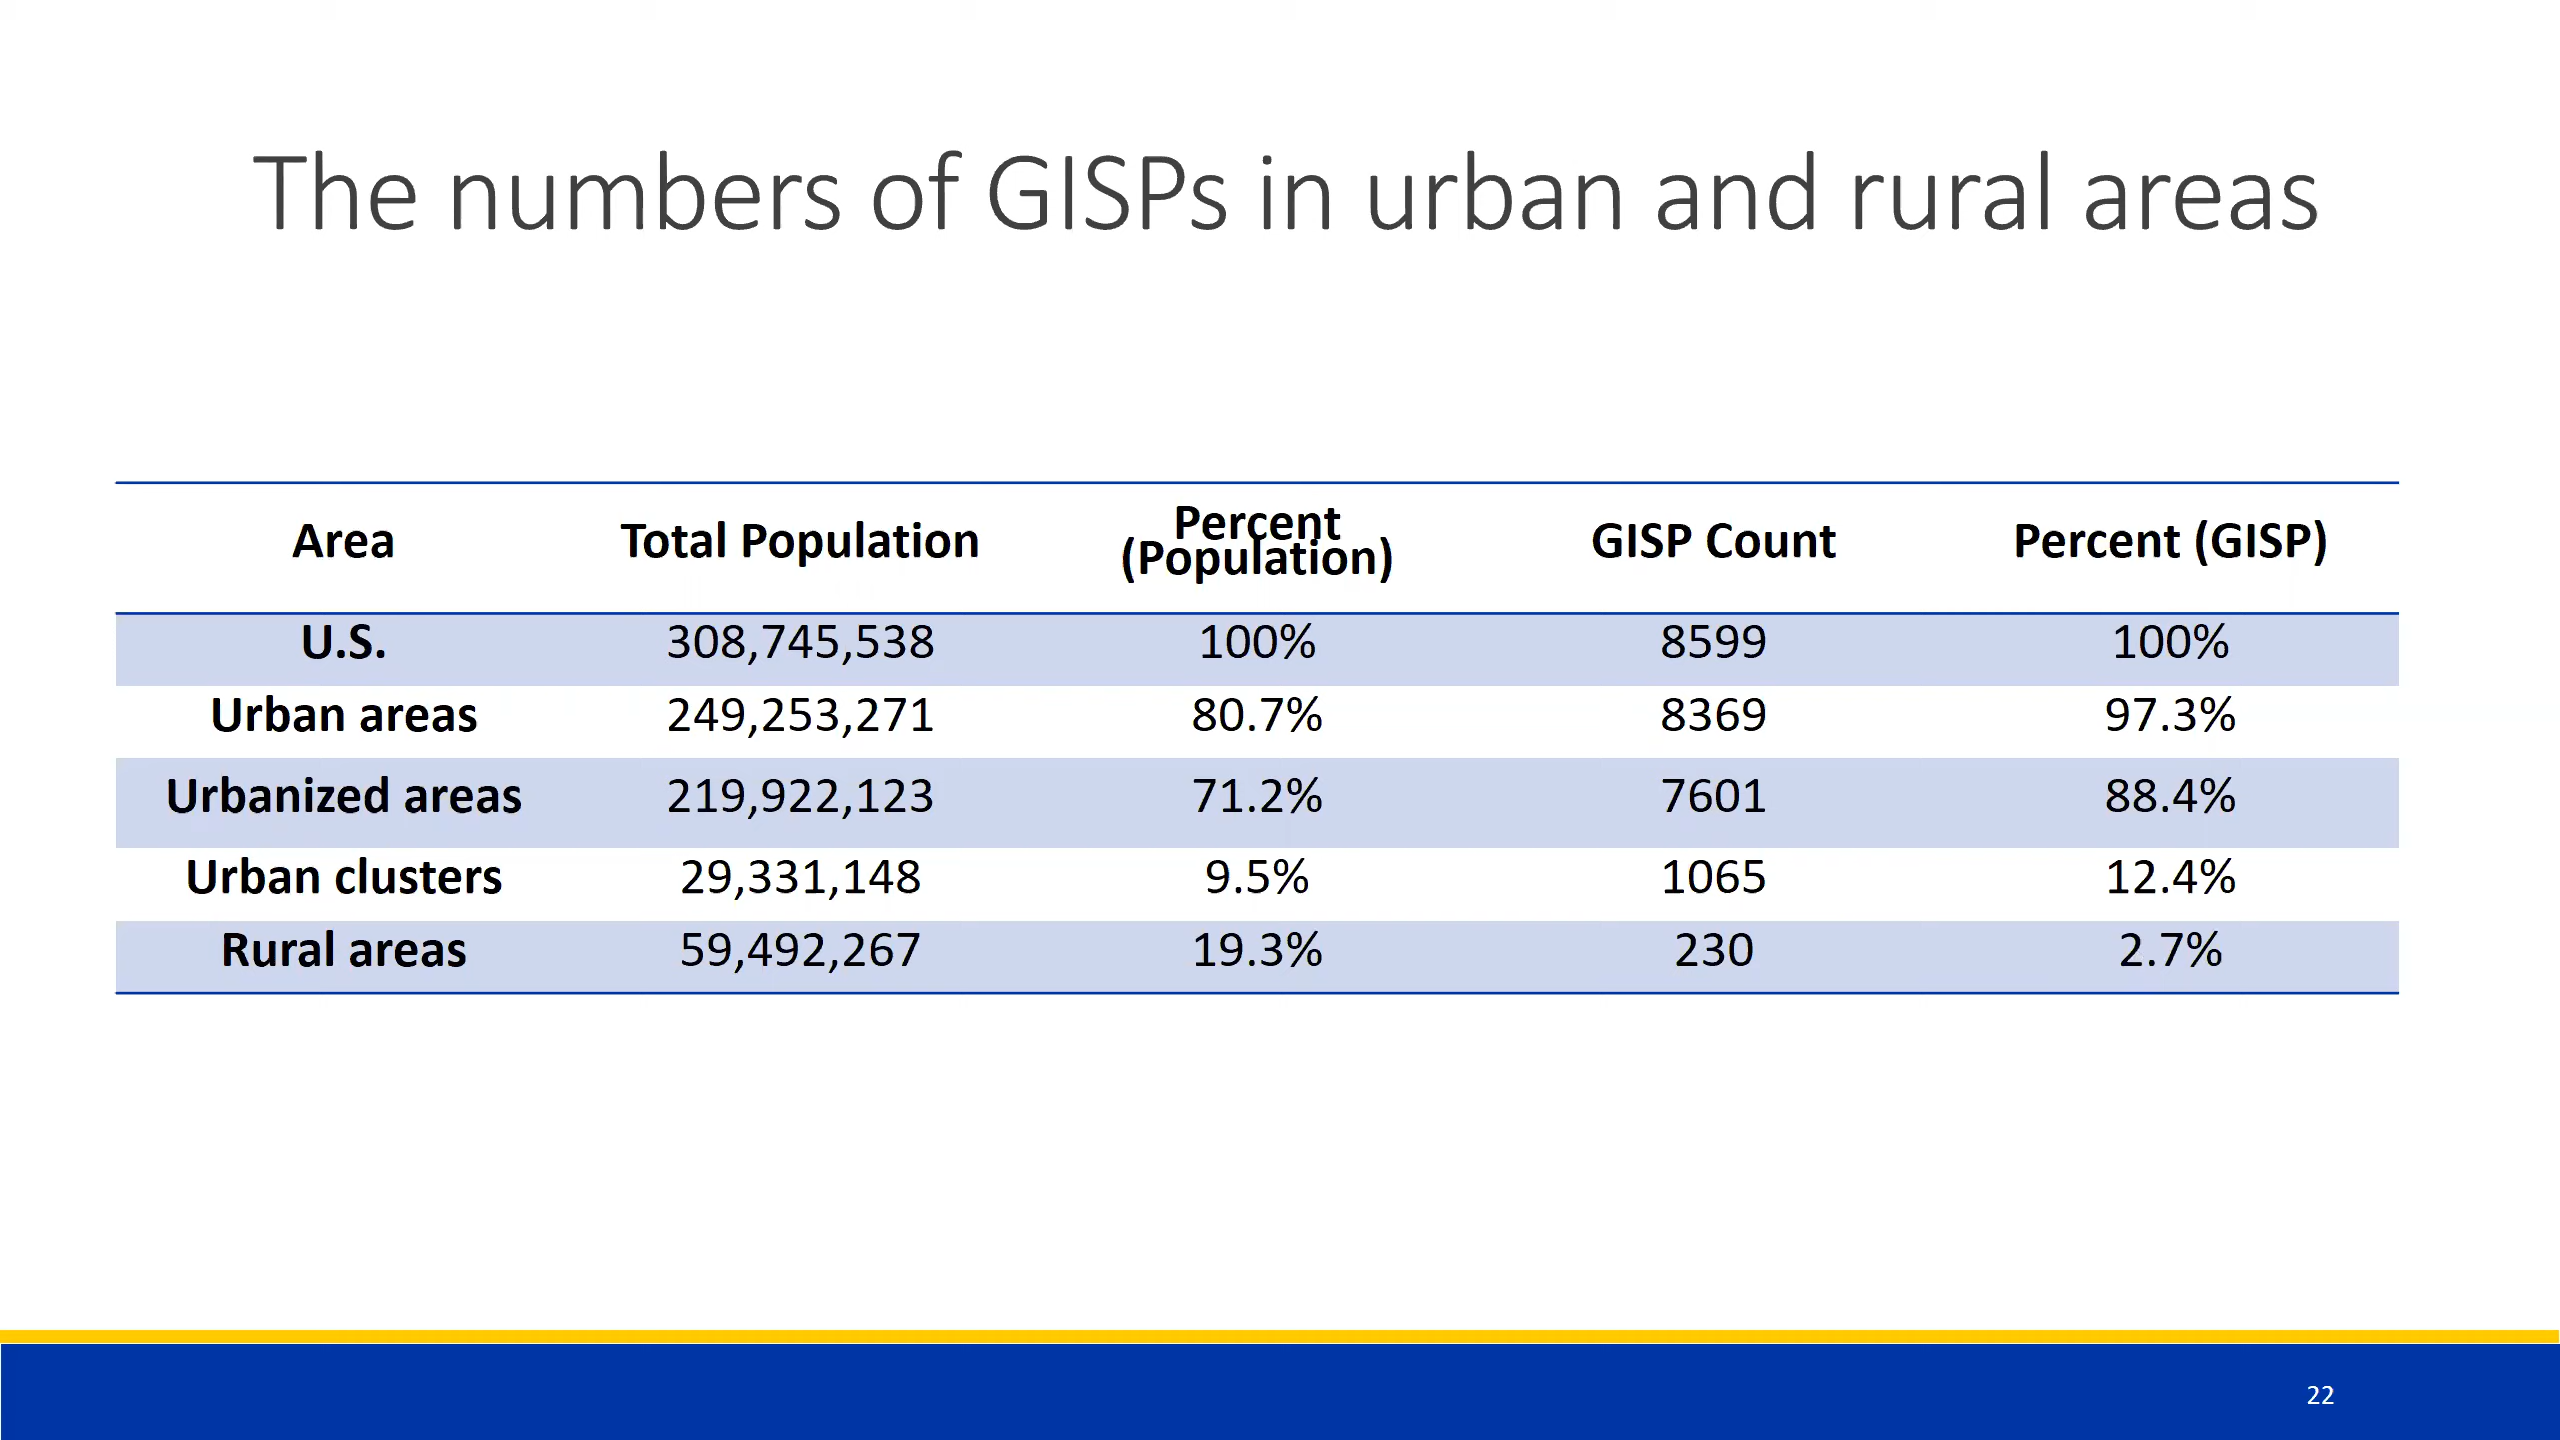 The numbers of GISPs in urban and rural areas
Area Total Population Percent (Population) GISP Count Percent (GISP)
U.S. 308,745,538 100% 8599 100%
Urban areas 249,253,271 80.7% 8369 97.3%
Urbanized areas 219,922,123 71.2% 7601 88.4%
Urban clusters 29,331,148 9.5% 1065 12.4%
Rural areas 59,492,267 19.3% 230 2.7%
22